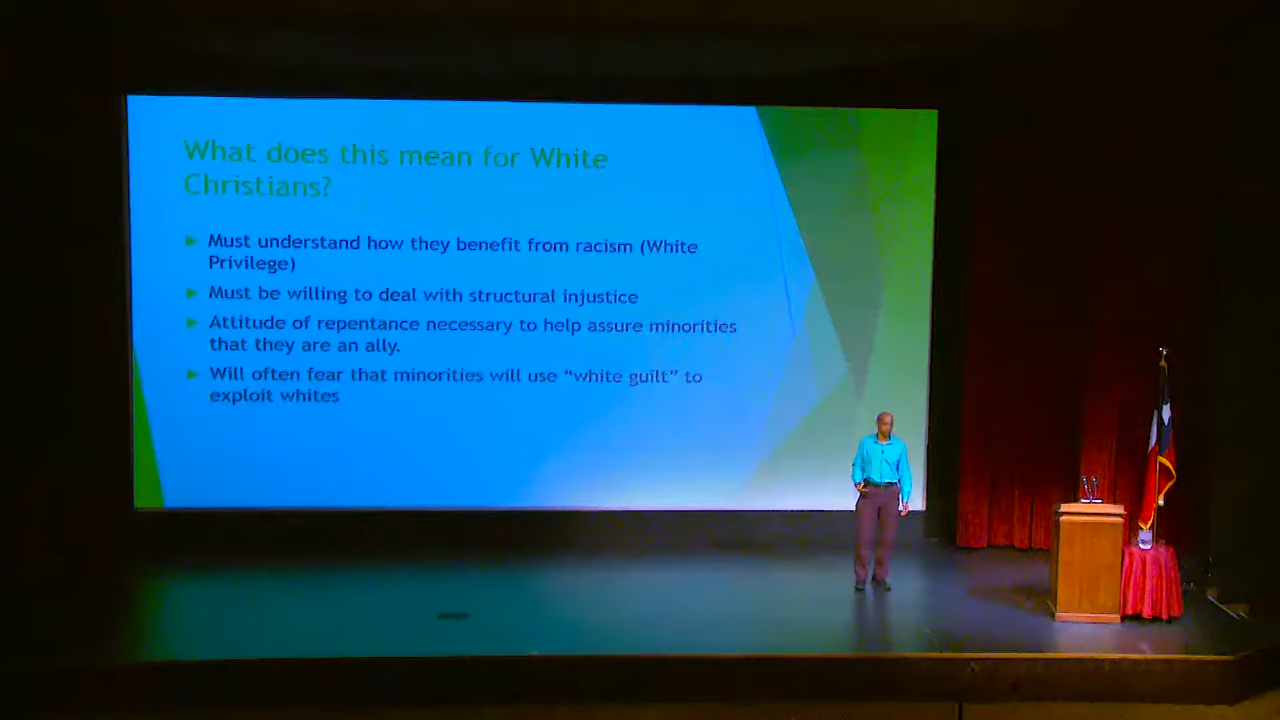 What does this mean for White
Christians?
Must understand how they benefit from racism (White
Privilege)
Must be willing to deal with structural injustice
Attitude of repentance necessary to help assure minorities
that they are an ally.
Will often fear that minorities will use “white guilt” to
exploit whites